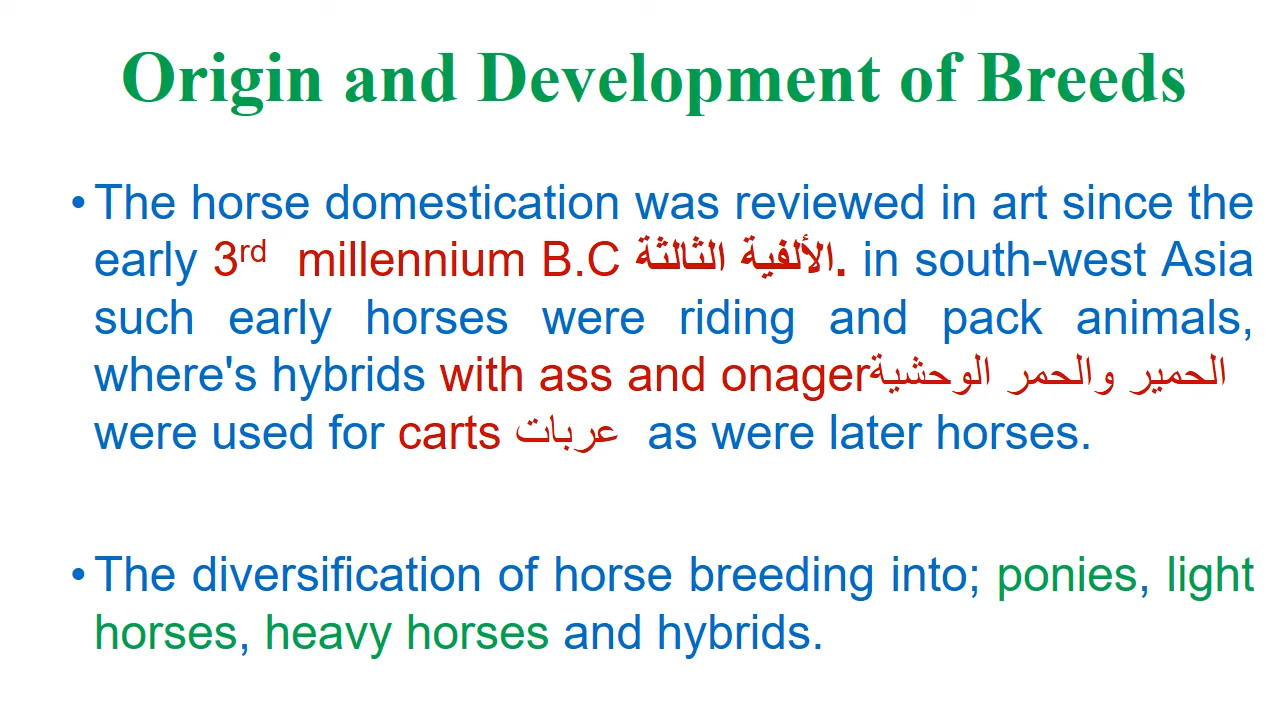 Origin and Development of Breeds
• The horse domestication was reviewed in art since the
early 3rd millennium B.C الألفية الثالثة. in south-west Asia
such early horses were riding and pack animals,
where's hybrids with ass and onager الحمير والحمر الوحشية
were used for carts عربات as were later horses.
• The diversification of horse breeding into; ponies, light
horses, heavy horses and hybrids.